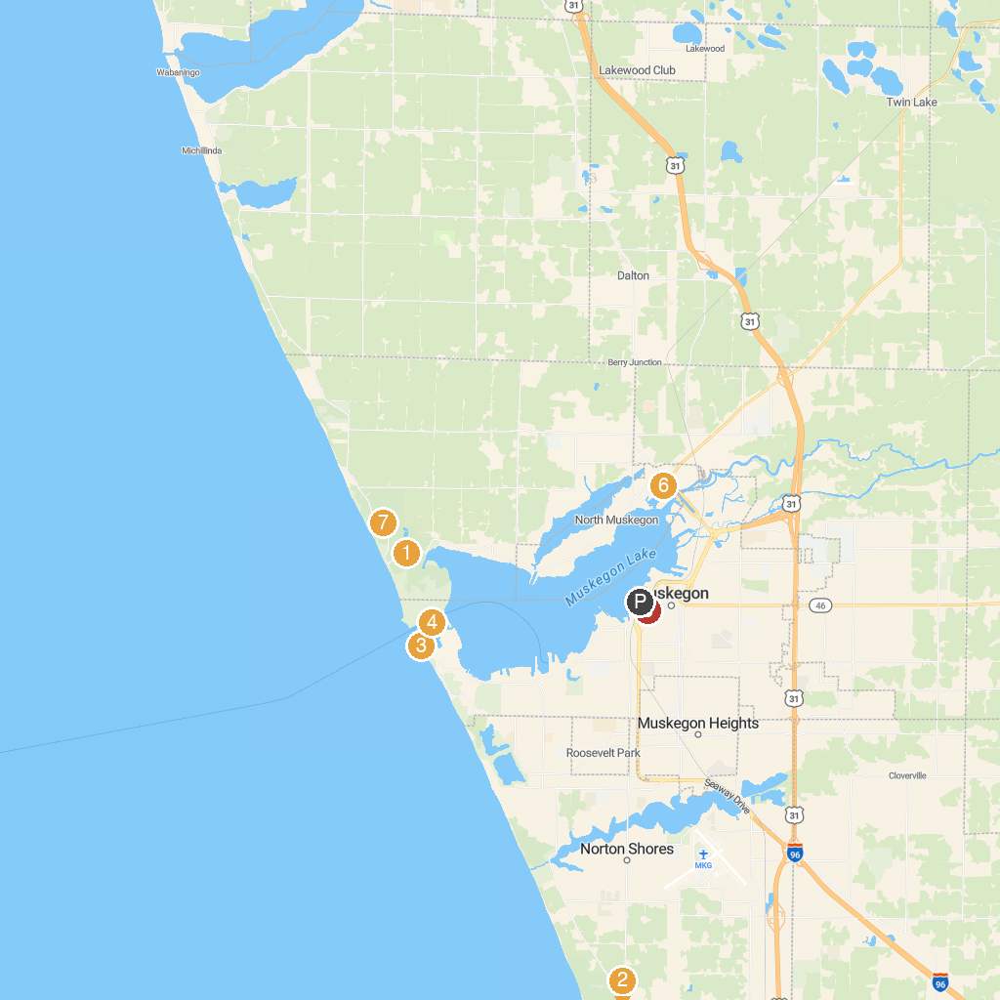 31
Lakewood
Wabaningo
Lakewood Club
Twin Lake
Michillinda
31
Dalton
31
Berry Junction
6
31
North Muskegon
7
1
Muskegon Lake
P
uskegon
46
4
3
31
Muskegon Heights
Roosevelt Park
Cloverville
Seaway Drive
31
Norton Shores
MKG
96
2
96